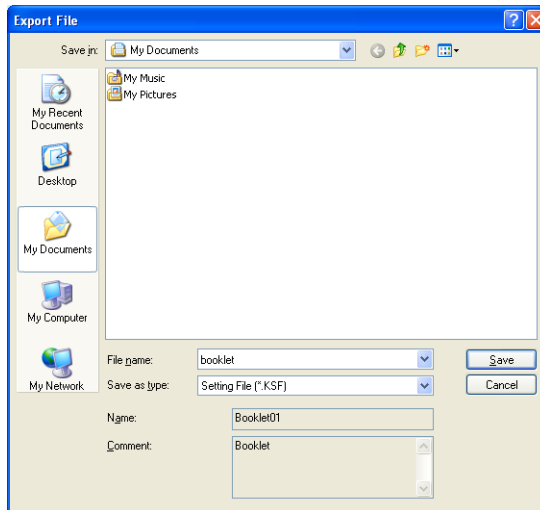 Export File
Save in: My Documents
My Music
My Pictures
My Recent
Documents
Desktop
My Documents
My Computer
My Network
File name: booklet Save
Save as type: Setting File (*.KSF) Cancel
Name: Booklet01
Comment: Booklet